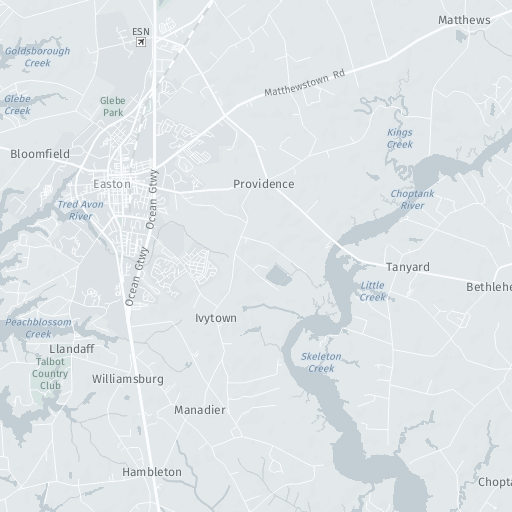 Matthews
ESN
Goldsborough
Creek
Matthewstown Rd
Glebe
Park
Glebe
Creek
Kings
Creek
Bloomfield
Easton
Providence
Ocean Gtwy
Choptank
River
Tred Avon
River
Tanyard
Ocean Gtwy
Little
Creek
Bethlehe
Ivytown
Peachblossom
Creek
Llandaff
Talbot
Country
Club
Skeleton
Creek
Williamsburg
Manadier
Hambleton
Chopta